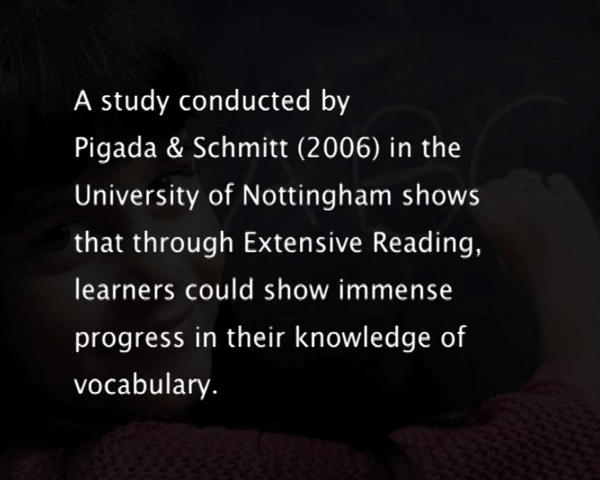 A study conducted by
Pigada & Schmitt (2006) in the
University of Nottingham shows
that through Extensive Reading,
learners could show immense
progress in their knowledge of
vocabulary.
ABC